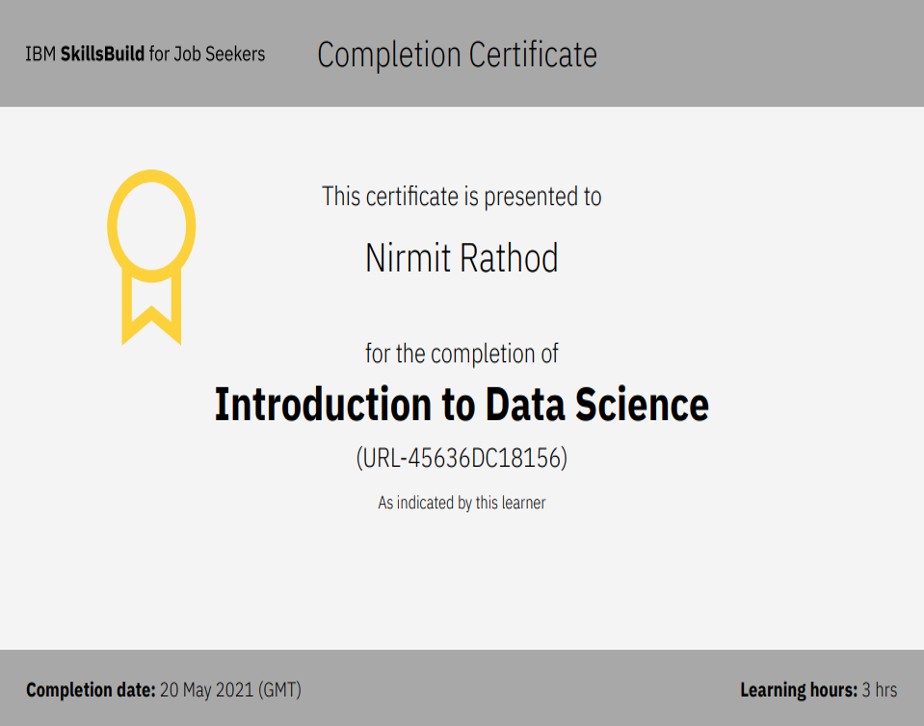 IBM SkillsBuild for Job Seekers
Completion Certificate
This certificate is presented to
Nirmit Rathod
for the completion of
Introduction to Data Science
(URL-45636DC18156)
As indicated by this learner
Completion date: 20 May 2021 (GMT)
Learning hours: 3 hrs